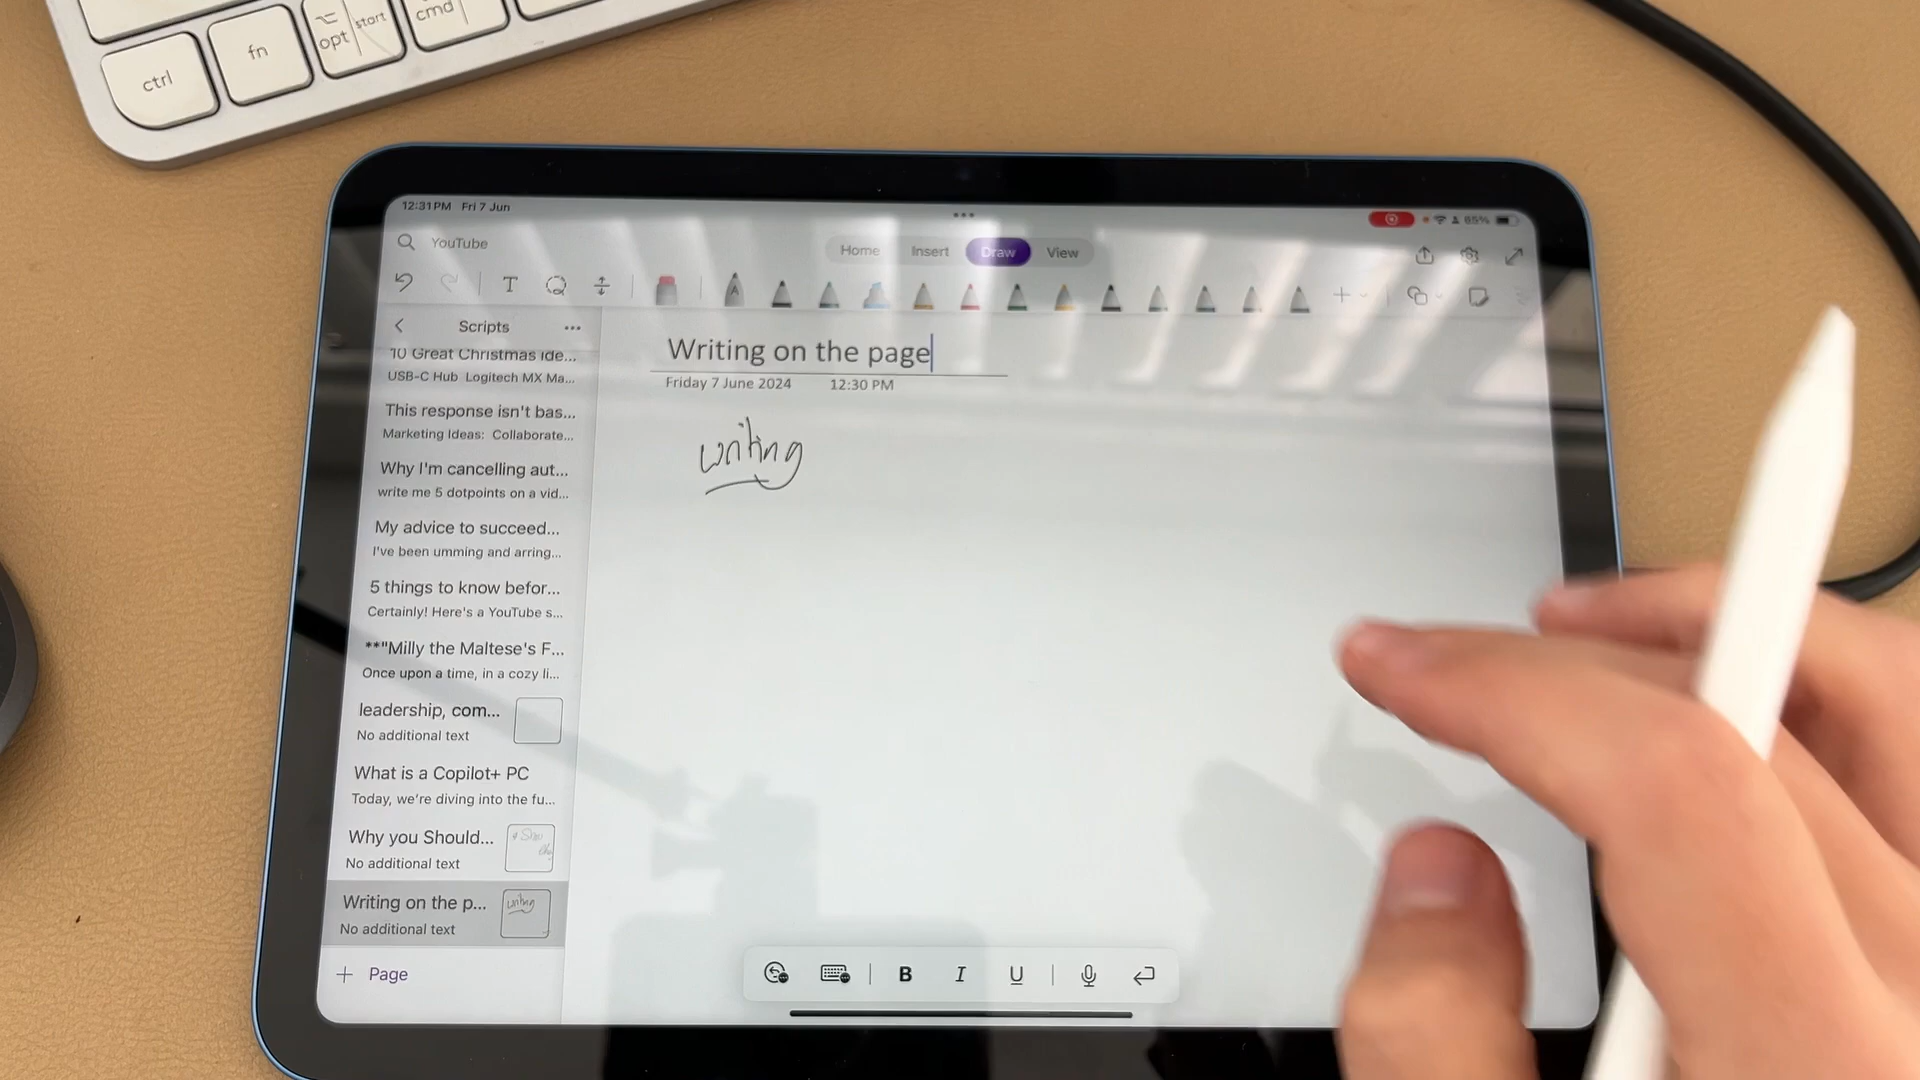 ctrl
fn
opt
start
cmd
12:31PM Fri 7 Jun
65%
YouTube
Home Insert Draw View
T
A
Scripts
Writing on the page
Friday 7 June 2024 12:30 PM
writing
10 Great Christmas Ide...
USB-C Hub Logitech MX Ma...
This response isn't bas...
Marketing Ideas: Collaborate...
Why I'm cancelling aut...
write me 5 dotpoints on a vid...
My advice to succeed...
I've been umming and arring...
5 things to know befor...
Certainly! Here's a YouTube s...
**"Milly the Maltese's F...
Once upon a time, in a cozy li...
leadership, com...
No additional text
What is a Copilot+ PC
Today, we're diving into the fu...
Why you Should...
No additional text
Writing on the p...
No additional text
writing
+ Page
B I U